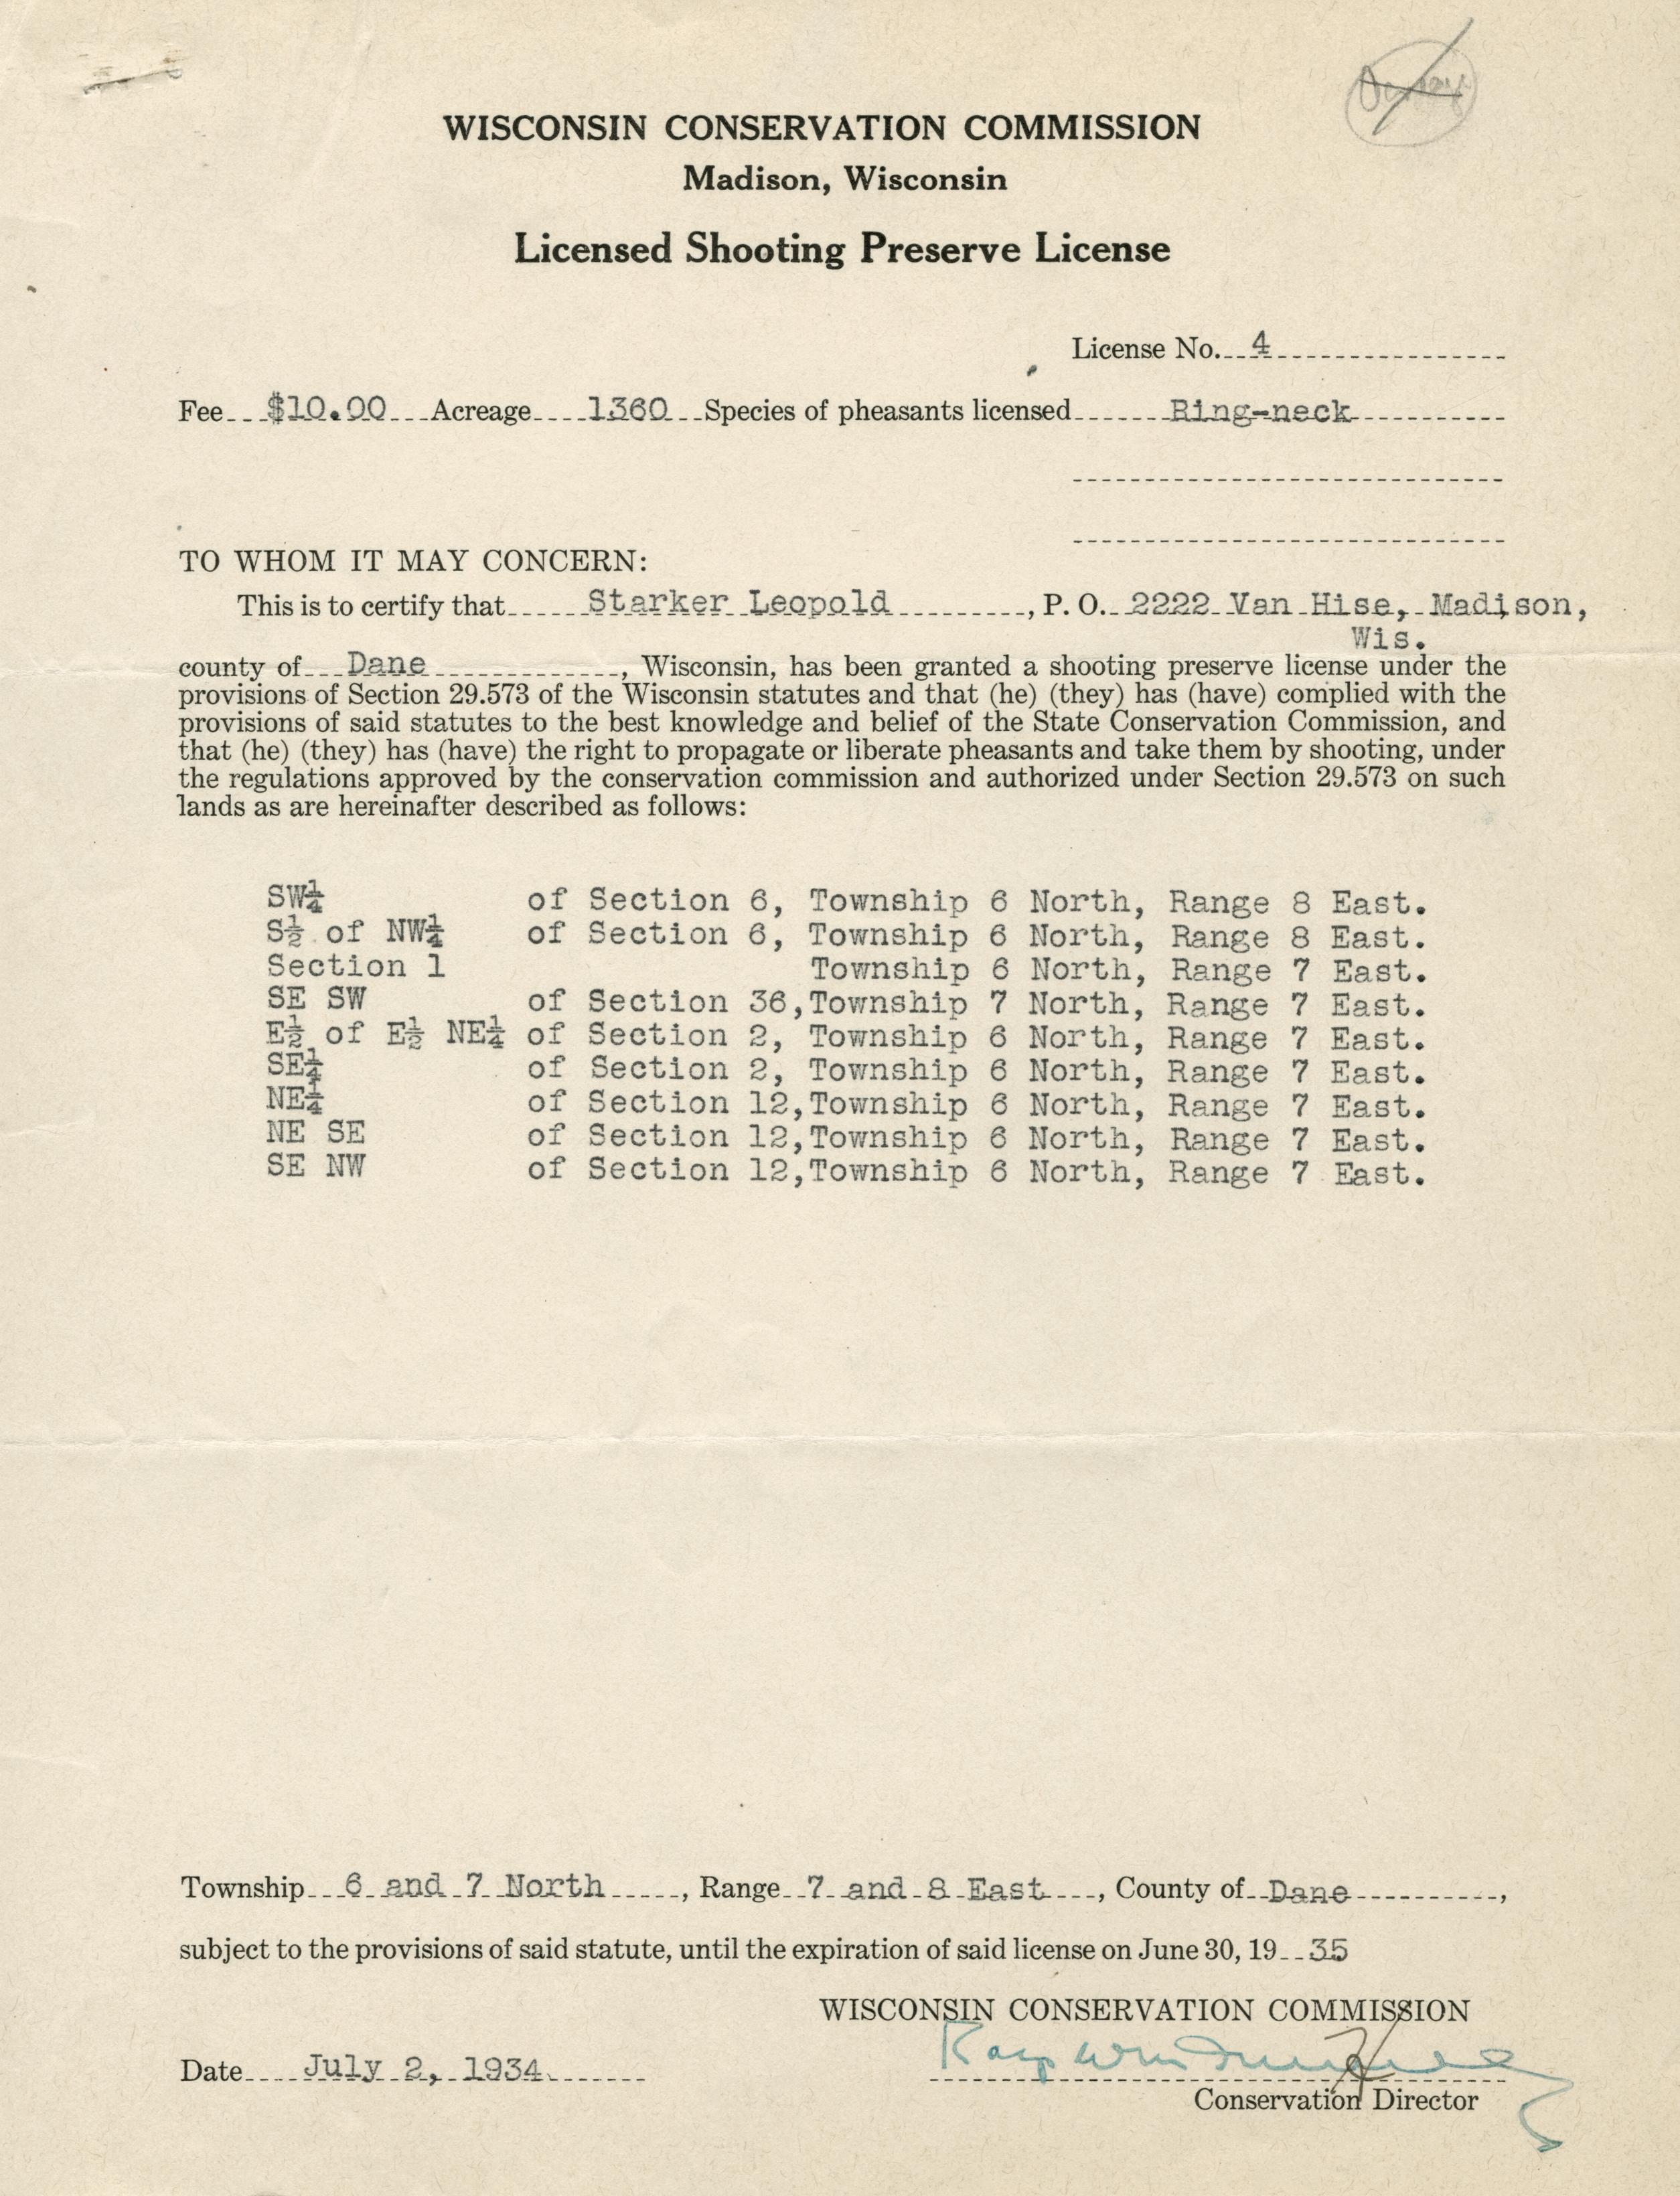 WISCONSIN CONSERVATION COMMISSION
Madison, Wisconsin
Licensed Shooting Preserve License
License No. 4
Fee $10.00 Acreage 1360 Species of pheasants licensed Ring-neck
TO WHOM IT MAY CONCERN:
This is to certify that Starker Leopold, P. O. 2222 Van Hise, Madison,
Wis.
county of Dane, Wisconsin, has been granted a shooting preserve license under the
provisions of Section 29.573 of the Wisconsin statutes and that (he) (they) has (have) complied with the
provisions of said statutes to the best knowledge and belief of the State Conservation Commission, and
that (he) (they) has (have) the right to propagate or liberate pheasants and take them by shooting, under
the regulations approved by the conservation commission and authorized under Section 29.573 on such
lands as are hereinafter described as follows:
SW¼ of Section 6, Township 6 North, Range 8 East.
S½ of NW¼ of Section 6, Township 6 North, Range 8 East.
Section 1 Township 6 North, Range 7 East.
SE SW of Section 36, Township 7 North, Range 7 East.
E½ of E½ NE¼ of Section 2, Township 6 North, Range 7 East.
SE¼ of Section 2, Township 6 North, Range 7 East.
NE¼ of Section 12, Township 6 North, Range 7 East.
NE SE of Section 12, Township 6 North, Range 7 East.
SE NW of Section 12, Township 6 North, Range 7 East.
Township 6 and 7 North, Range 7 and 8 East, County of Dane,
subject to the provisions of said statute, until the expiration of said license on June 30, 19 35
WISCONSIN CONSERVATION COMMISSION
Date July 2, 1934
Conservation Director